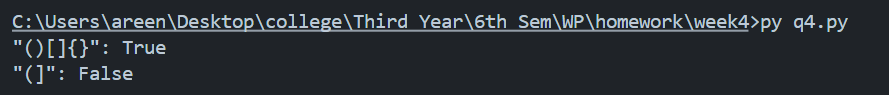 C:\Users\areen\Desktop\college\Third Year\6th Sem\WP\homework\week4>py q4.py
"()[]{}": True
"(]": False